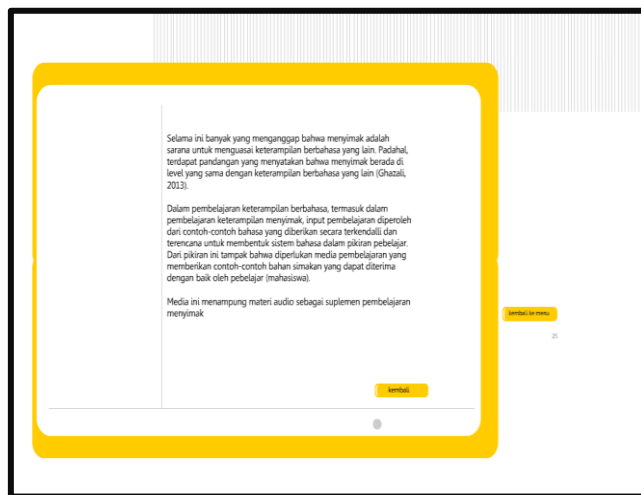 Selama ini banyak yang menganggap bahwa menyimak adalah
sarana untuk menguasai keterampilan berbahasa yang lain. Padahal,
terdapat pandangan yang menyatakan bahwa menyimak berada di
level yang sama dengan keterampilan berbahasa yang lain (Ghazali,
2013).
Dalam pembelajaran keterampilan berbahasa, termasuk dalam
pembelajaran keterampilan menyimak, input pembelajaran diperoleh
dari contoh-contoh bahasa yang diberikan secara terkendalli dan
terencana untuk membentuk sistem bahasa dalam pikiran pebelajar.
Dari pikiran ini tampak bahwa diperlukan media pembelajaran yang
memberikan contoh-contoh bahan simakan yang dapat diterima
dengan baik oleh pebelajar (mahasiswa).
Media ini menampung materi audio sebagai suplemen pembelajaran
menyimak
kembali ke menu
25
kembali